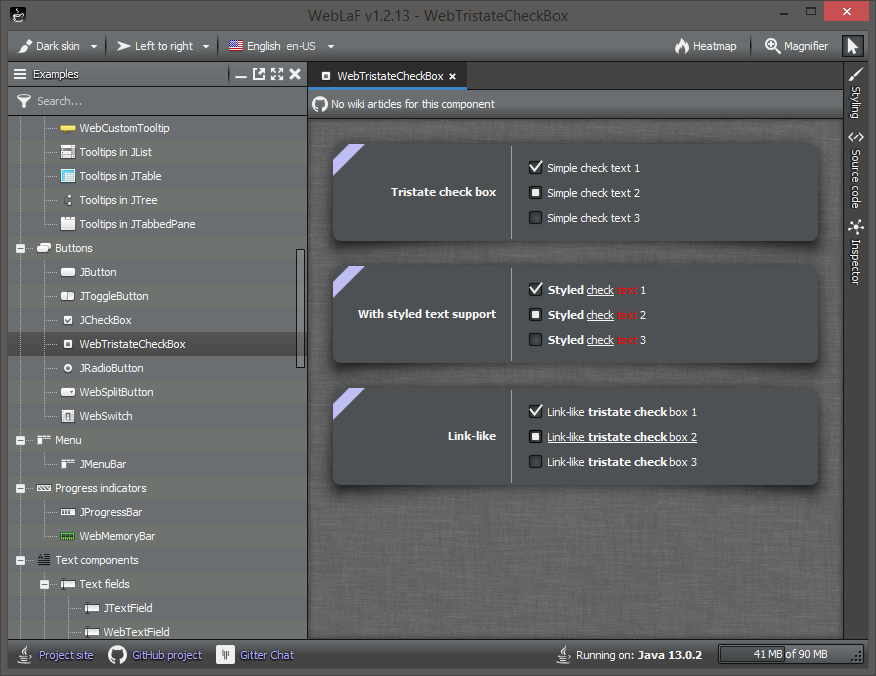 WebLaF v1.2.13 - WebTristateCheckBox
Dark skin Left to right English en-US Heatmap Magnifier
Examples
Search...
WebCustomTooltip
Tooltips in JList
Tooltips in JTable
Tooltips in JTree
Tooltips in JTabbedPane
Buttons
JButton
JToggleButton
JCheckBox
WebTristateCheckBox
JRadioButton
WebSplitButton
WebSwitch
Menu
JMenuBar
Progress indicators
JProgressBar
WebMemoryBar
Text components
Text fields
JTextField
WebTextField
WebTristateCheckBox
No wiki articles for this component
Tristate check box
Simple check text 1
Simple check text 2
Simple check text 3
With styled text support
Styled check text 1
Styled check text 2
Styled check text 3
Link-like
Link-like tristate check box 1
Link-like tristate check box 2
Link-like tristate check box 3
Styling
Source code
Inspector
Project site GitHub project Gitter Chat Running on: Java 13.0.2 41 MB of 90 MB